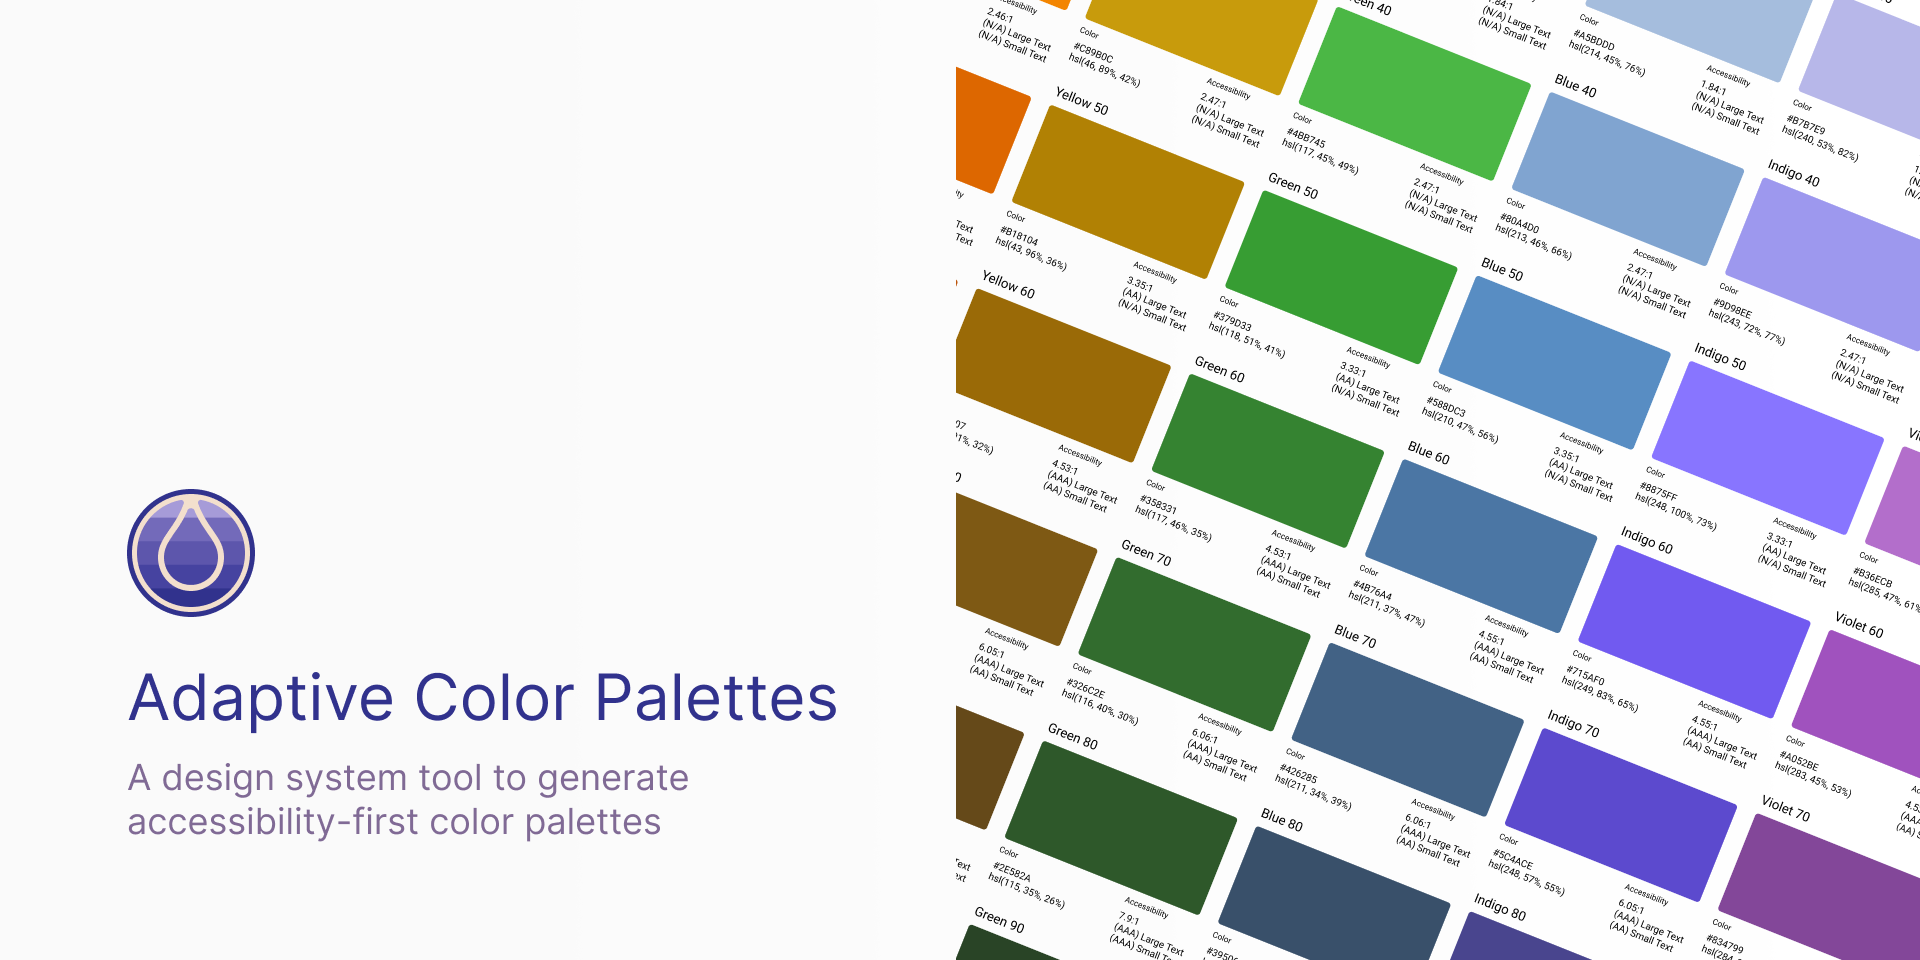 Adaptive Color Palettes
A design system tool to generate
accessibility-first color palettes
2.46:1
(N/A) Large Text
(N/A) Small Text
Color
#C89B0C
hsl(46, 89%, 42%)
Accessibility
2.47:1
(N/A) Large Text
(N/A) Small Text
Yellow 50
Color
#B18104
hsl(43, 96%, 36%)
Accessibility
3.35:1
(AA) Large Text
(N/A) Small Text
Yellow 60
Accessibility
4.53:1
(AAA) Large Text
(AA) Small Text
Accessibility
6.05:1
(AAA) Large Text
(AA) Small Text
Color
#4BB745
hsl(117, 45%, 49%)
Accessibility
2.47:1
(N/A) Large Text
(N/A) Small Text
Green 50
Color
#379D33
hsl(118, 51%, 41%)
Accessibility
3.33:1
(AA) Large Text
(N/A) Small Text
Green 60
Color
#358331
hsl(117, 46%, 35%)
Accessibility
4.53:1
(AAA) Large Text
(AA) Small Text
Green 70
Color
#326C2E
hsl(116, 40%, 30%)
Accessibility
6.06:1
(AAA) Large Text
(AA) Small Text
Green 80
Color
#2E582A
hsl(115, 35%, 26%)
Accessibility
7.9:1
(AAA) Large Text
(AAA) Small Text
Green 90
(N/A) Large Text
(N/A) Small Text
Color
#A5BDDD
hsl(214, 45%, 76%)
Accessibility
1.84:1
(N/A) Large Text
(N/A) Small Text
Blue 40
Color
#80A4D0
hsl(213, 46%, 66%)
Accessibility
2.47:1
(N/A) Large Text
(N/A) Small Text
Blue 50
Color
#588DC3
hsl(210, 47%, 56%)
Accessibility
3.35:1
(AA) Large Text
(N/A) Small Text
Blue 60
Color
#4B76A4
hsl(211, 37%, 47%)
Accessibility
4.55:1
(AAA) Large Text
(AA) Small Text
Blue 70
Color
#426285
hsl(211, 34%, 39%)
Accessibility
6.06:1
(AAA) Large Text
(AA) Small Text
Blue 80
Color
Color
#B7B7E9
hsl(240, 53%, 82%)
Indigo 40
Color
#9D98EE
hsl(243, 72%, 77%)
Accessibility
2.47:1
(N/A) Large Text
(N/A) Small Text
Indigo 50
Color
#8875FF
hsl(248, 100%, 73%)
Accessibility
3.33:1
(AA) Large Text
(N/A) Small Text
Indigo 60
Color
#715AF0
hsl(249, 83%, 65%)
Accessibility
4.55:1
(AAA) Large Text
(AA) Small Text
Indigo 70
Color
#5C4ACE
hsl(248, 57%, 55%)
Accessibility
6.05:1
(AAA) Large Text
(AA) Small Text
Indigo 80
Color
#B36ECB
hsl(285, 47%, 61%
Violet 60
Color
#A052BE
hsl(283, 45%, 53%)
Violet 70
Color
#834799